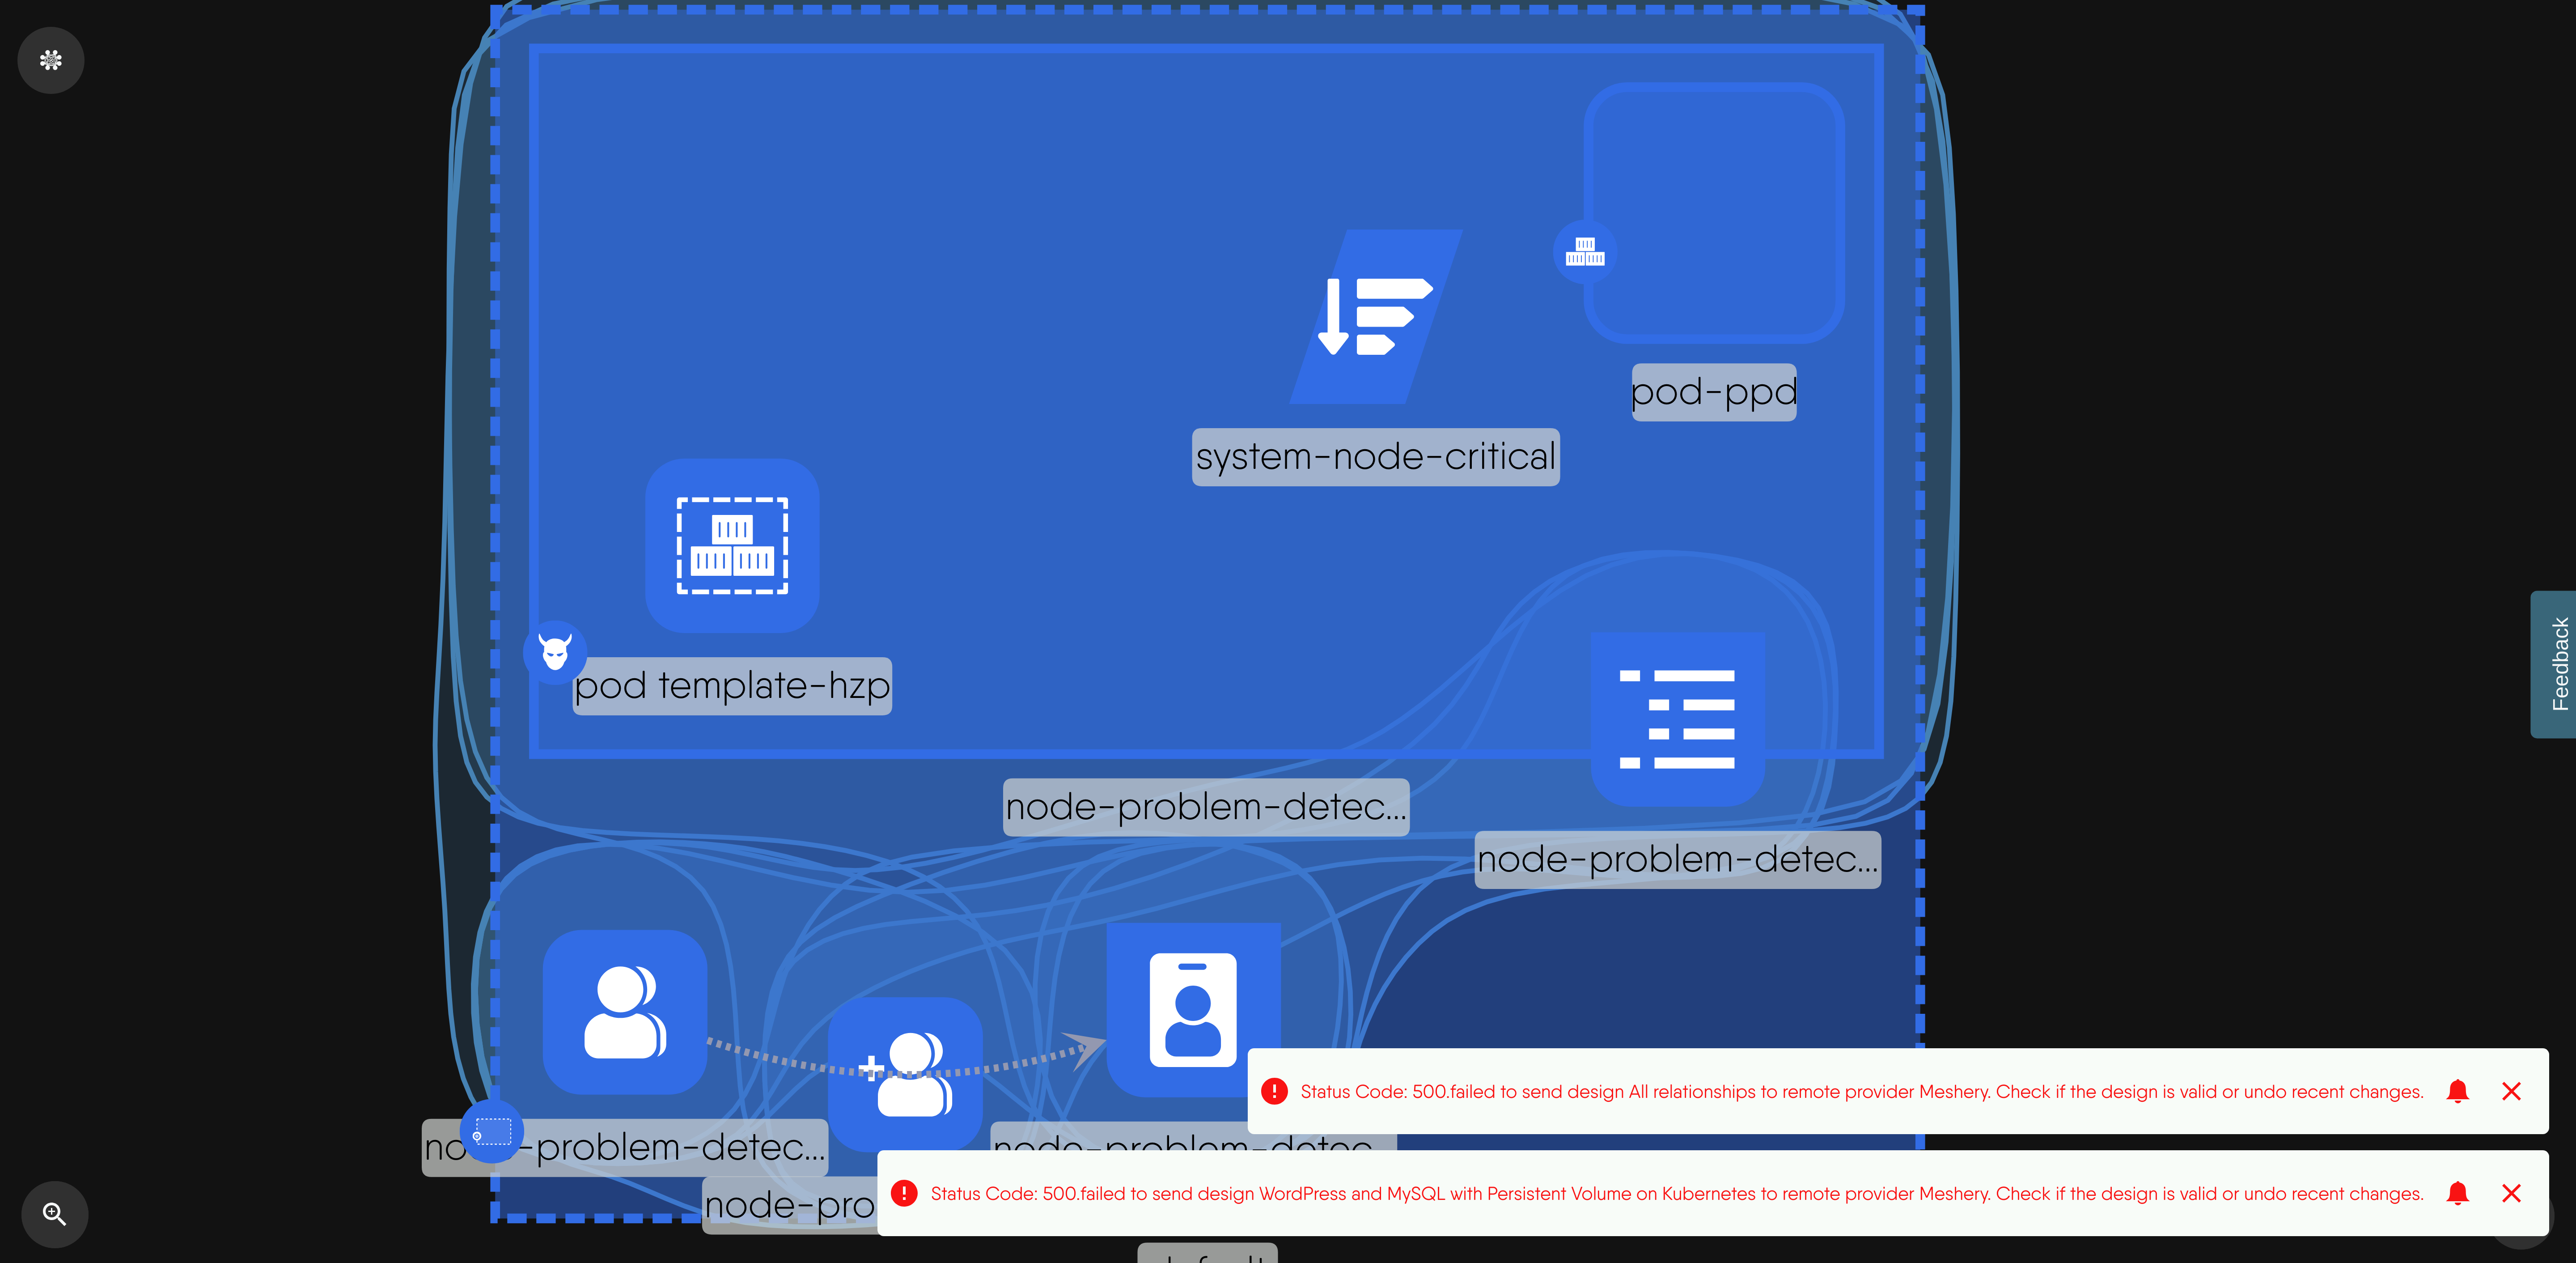 pod-ppd
system-node-critical
pod template-hzp
node-problem-detec...
node-problem-detec...
Feedback
Status Code: 500.failed to send design All relationships to remote provider Meshery. Check if the design is valid or undo recent changes.
-problem-detec...
node-problem-detec...
node-pro
Status Code: 500.failed to send design WordPress and MySQL with Persistent Volume on Kubernetes to remote provider Meshery. Check if the design is valid or undo recent changes.